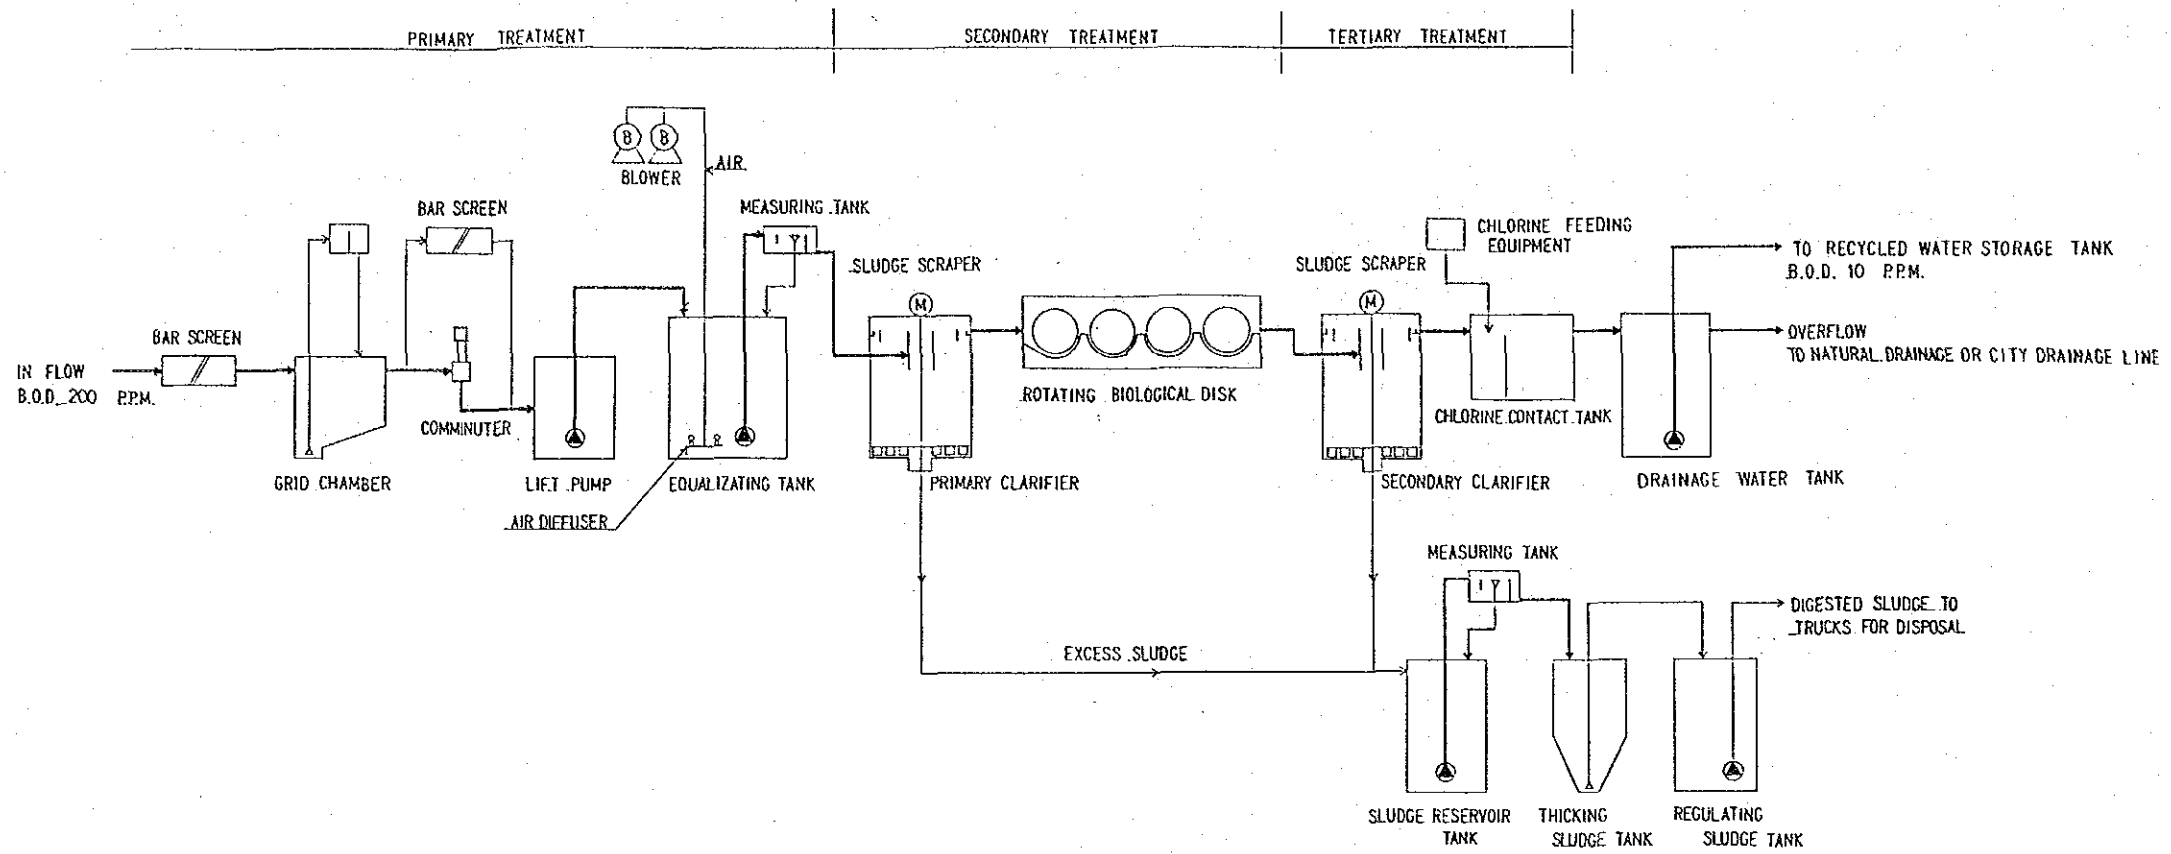 PRIMARY TREATMENT
SECONDARY TREATMENT
TERTIARY TREATMENT
B
B
BLOWER
AIR
BAR SCREEN
MEASURING TANK
SLUDGE SCRAPER
SLUDGE SCRAPER
CHLORINE FEEDING
EQUIPMENT
TO RECYCLED WATER STORAGE TANK
B.O.D. 10 P.P.M.
M
M
BAR SCREEN
IN FLOW
B.O.D. 200 P.P.M.
OVERFLOW
TO NATURAL DRAINAGE OR CITY DRAINAGE LINE
ROTATING BIOLOGICAL DISK
CHLORINE CONTACT TANK
COMMINUTER
GRID CHAMBER
LIFT PUMP
EQUALIZATING TANK
PRIMARY CLARIFIER
SECONDARY CLARIFIER
DRAINAGE WATER TANK
AIR DIFFUSER
MEASURING TANK
DIGESTED SLUDGE TO
TRUCKS FOR DISPOSAL
EXCESS SLUDGE
SLUDGE RESERVOIR
TANK
THICKING
SLUDGE TANK
REGULATING
SLUDGE TANK